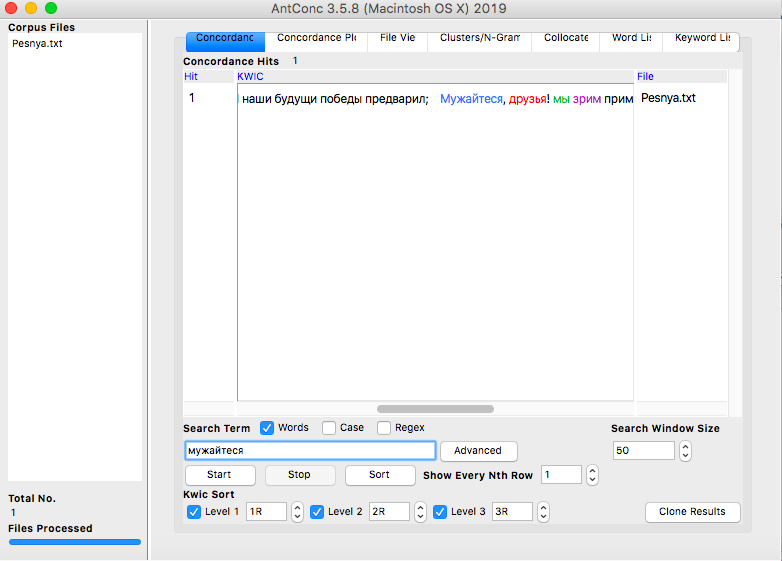 AntConc 3.5.8 (Macintosh OS X) 2019
Corpus Files
Pesnya.txt
Concordanc Concordance Plo File Vie Clusters/N-Gram Collocate Word Lis Keyword Lis
Concordance Hits 1
Hit KWIC File
1 наши будущи победы предварил; Мужайтеся, друзья! мы зрим прим Pesnya.txt
Search Term Words Case Regex Search Window Size
мужайтеся Advanced 50
Start Stop Sort Show Every Nth Row 1
Kwic Sort
Level 1 1R Level 2 2R Level 3 3R Clone Results
Total No.
1
Files Processed